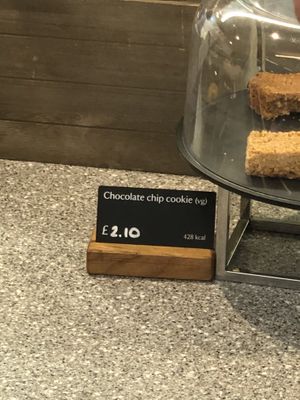 Chocolate chip cookie (vg)
£2.10
428 kcal